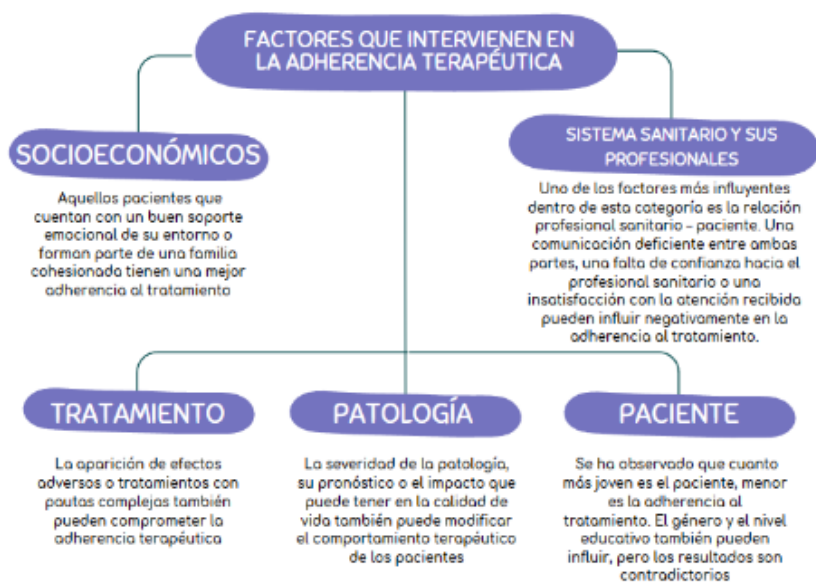 FACTORES QUE INTERVIENEN EN
LA ADHERENCIA TERAPÉUTICA
SOCIOECONÓMICOS
Aquellos pacientes que
cuentan con un buen soporte
emocional de su entorno o
forman parte de una familia
cohesionada tienen una mejor
adherencia al tratamiento
SISTEMA SANITARIO Y SUS
PROFESIONALES
Uno de los factores más influyentes
dentro de esta categoría es la relación
profesional sanitario - paciente. Una
comunicación deficiente entre ambas
partes, una falta de confianza hacia el
profesional sanitario o una
insatisfacción con la atención recibida
pueden influir negativamente en la
adherencia al tratamiento.
TRATAMIENTO
La aparición de efectos
adversos o tratamientos con
pautas complejas también
pueden comprometer la
adherencia terapéutica
PATOLOGÍA
La severidad de la patología,
su pronóstico o el impacto que
puede tener en la calidad de
vida también puede modificar
el comportamiento terapéutico
de los pacientes
PACIENTE
Se ha observado que cuanto
más joven es el paciente, menor
es la adherencia al
tratamiento. El género y el nivel
educativo también pueden
influir, pero los resultados son
contradictorios